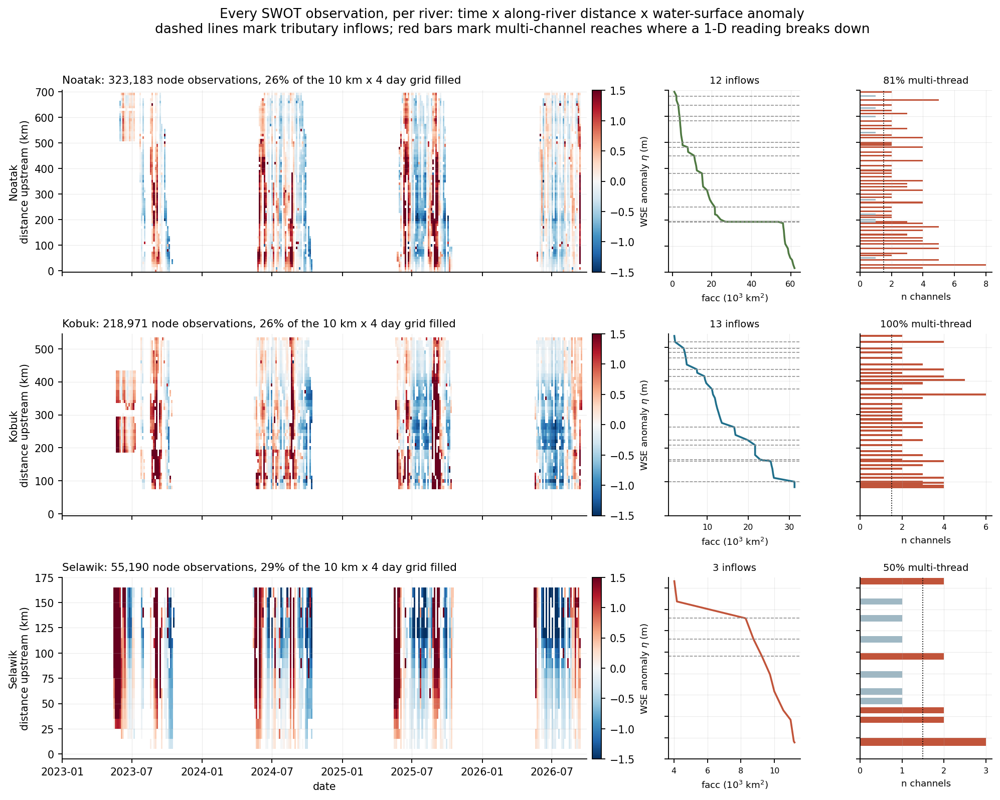 Every SWOT observation, per river: time x along-river distance x water-surface anomaly
dashed lines mark tributary inflows; red bars mark multi-channel reaches where a 1-D reading breaks down
Noatak: 323,183 node observations, 26% of the 10 km x 4 day grid filled
12 inflows
81% multi-thread
Noatak
distance upstream (km)
700
600
500
400
300
200
100
0
1.5
1.0
0.5
0.0
−0.5
−1.0
−1.5
WSE anomaly η (m)
0 20 40 60
facc (10³ km²)
0 2 4 6 8
n channels
Kobuk: 218,971 node observations, 26% of the 10 km x 4 day grid filled
13 inflows
100% multi-thread
Kobuk
distance upstream (km)
500
400
300
200
100
0
1.5
1.0
0.5
0.0
−0.5
−1.0
−1.5
WSE anomaly η (m)
10 20 30
facc (10³ km²)
0 2 4 6
n channels
Selawik: 55,190 node observations, 29% of the 10 km x 4 day grid filled
3 inflows
50% multi-thread
Selawik
distance upstream (km)
175
150
125
100
75
50
25
0
2023-01 2023-07 2024-01 2024-07 2025-01 2025-07 2026-01 2026-07
date
1.5
1.0
0.5
0.0
−0.5
−1.0
−1.5
WSE anomaly η (m)
4 6 8 10
facc (10³ km²)
0 1 2 3
n channels